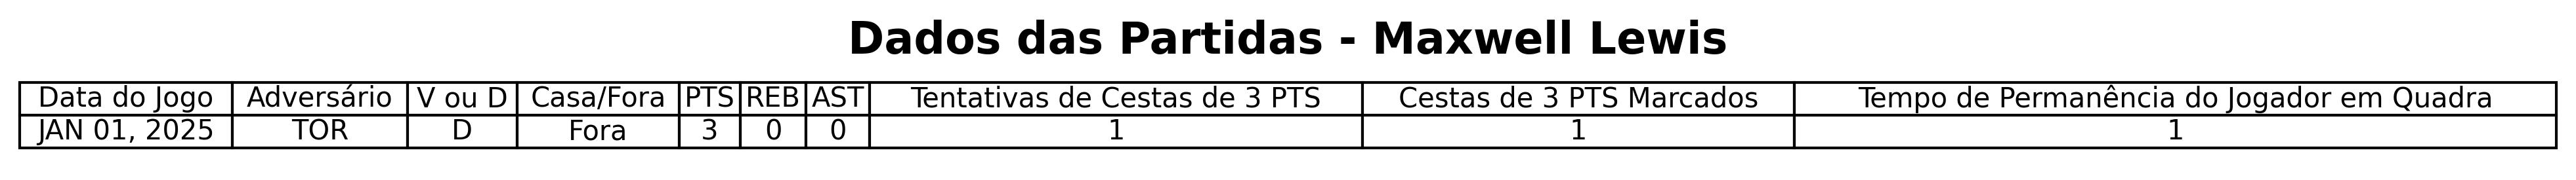 Dados das Partidas - Maxwell Lewis
Data do Jogo Adversário V ou D Casa/Fora PTS REB AST Tentativas de Cestas de 3 PTS Cestas de 3 PTS Marcados Tempo de Permanência do Jogador em Quadra
JAN 01, 2025 TOR D Fora 3 0 0 1 1 1